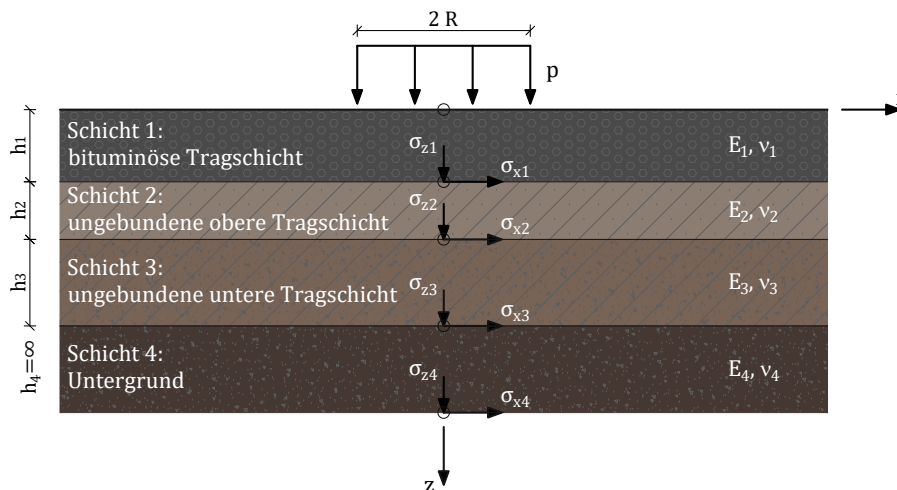 2 R
p
h₁
Schicht 1:
bituminöse Tragschicht
σz1
E₁, ν₁
σx1
h₂
Schicht 2:
ungebundene obere Tragschicht
σz2
E₂, ν₂
σx2
h₃
Schicht 3:
ungebundene untere Tragschicht
σz3
E₃, ν₃
σx3
h₄=∞
Schicht 4:
Untergrund
σz4
E₄, ν₄
σx4
z